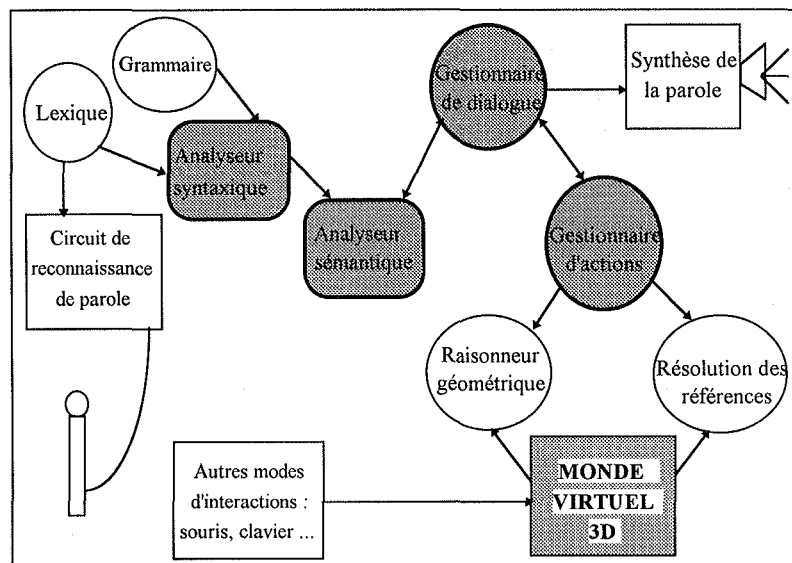 Grammaire
Lexique
Gestionnaire
de dialogue
Synthèse de
la parole
Analyseur
syntaxique
Analyseur
sémantique
Gestionnaire
d'actions
Circuit de
reconnaissance
de parole
Raisonneur
géométrique
Résolution des
références
Autres modes
d'interactions :
souris, clavier ...
MONDE
VIRTUEL
3D